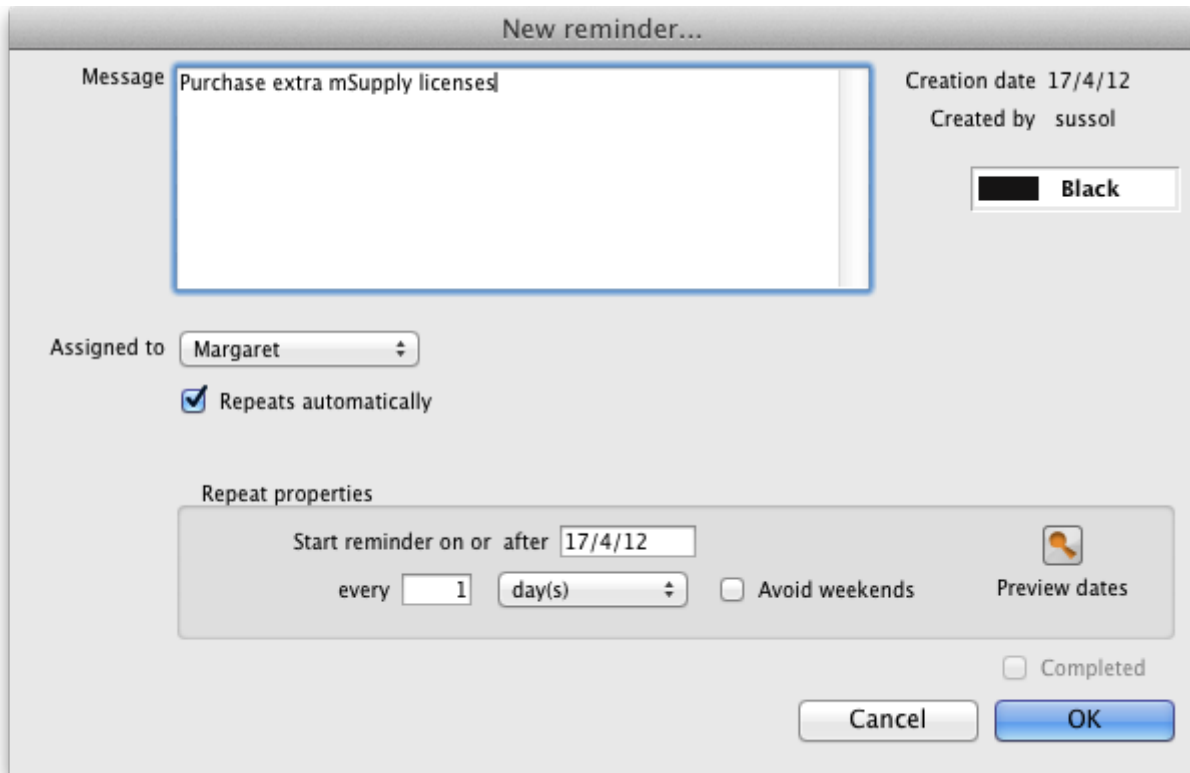 New reminder...
Message
Purchase extra mSupply licenses
Creation date 17/4/12
Created by sussol
Black
Assigned to Margaret
Repeats automatically
Repeat properties
Start reminder on or after 17/4/12
every 1 day(s) Avoid weekends
Preview dates
Completed
Cancel OK